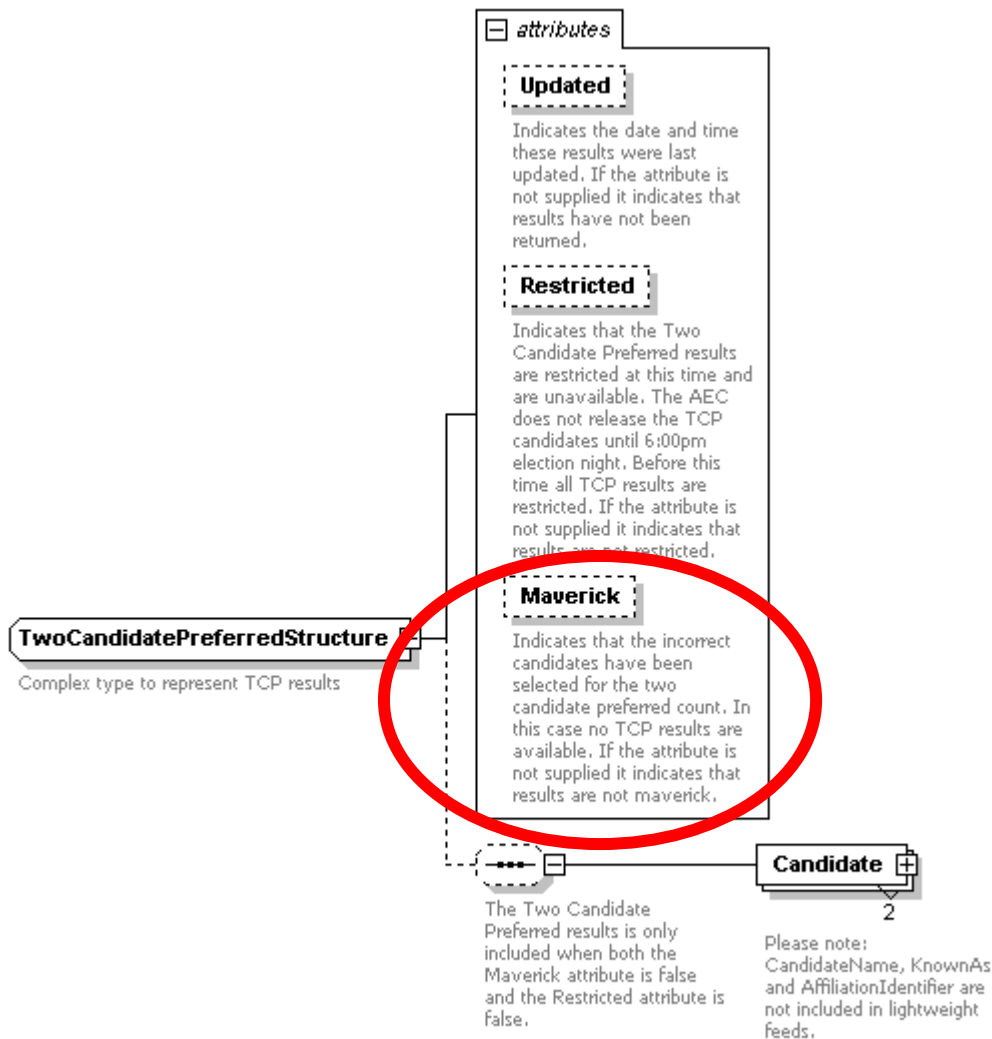 attributes
Updated
Indicates the date and time
these results were last
updated. If the attribute is
not supplied it indicates that
results have not been
returned.
Restricted
Indicates that the Two
Candidate Preferred results
are restricted at this time and
are unavailable. The AEC
does not release the TCP
candidates until 6:00pm
election night. Before this
time all TCP results are
restricted. If the attribute is
not supplied it indicates that
results are not restricted.
Maverick
Indicates that the incorrect
candidates have been
selected for the two
candidate preferred count. In
this case no TCP results are
available. If the attribute is
not supplied it indicates that
results are not maverick.
TwoCandidatePreferredStructure
Complex type to represent TCP results
The Two Candidate
Preferred results is only
included when both the
Maverick attribute is false
and the Restricted attribute is
false.
Candidate
2
Please note:
CandidateName, KnownAs
and AffiliationIdentifier are
not included in lightweight
feeds.